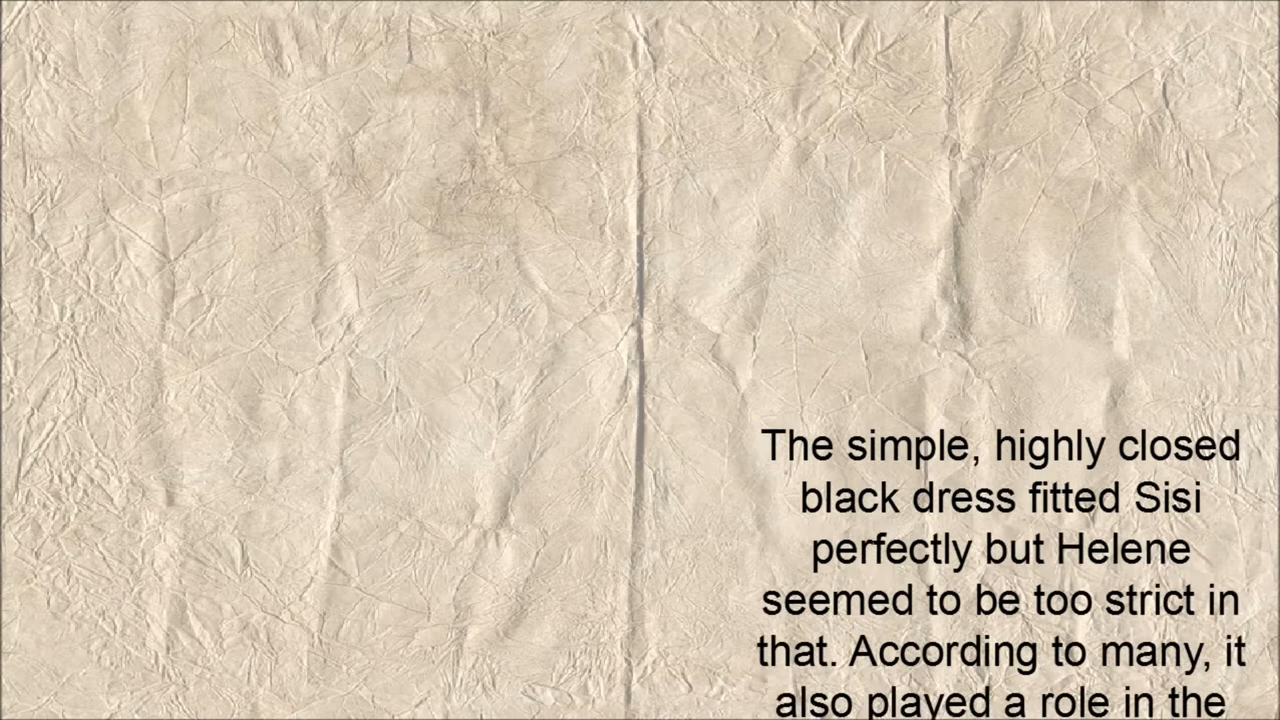 The simple, highly closed
black dress fitted Sisi
perfectly but Helene
seemed to be too strict in
that. According to many, it
also played a role in the